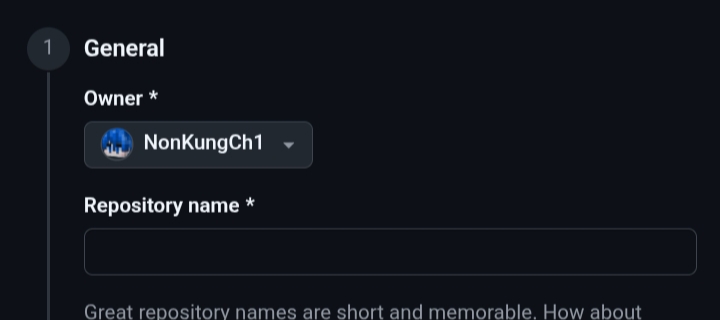 1
General
Owner *
NonKungCh1
Repository name *
Great repository names are short and memorable. How about